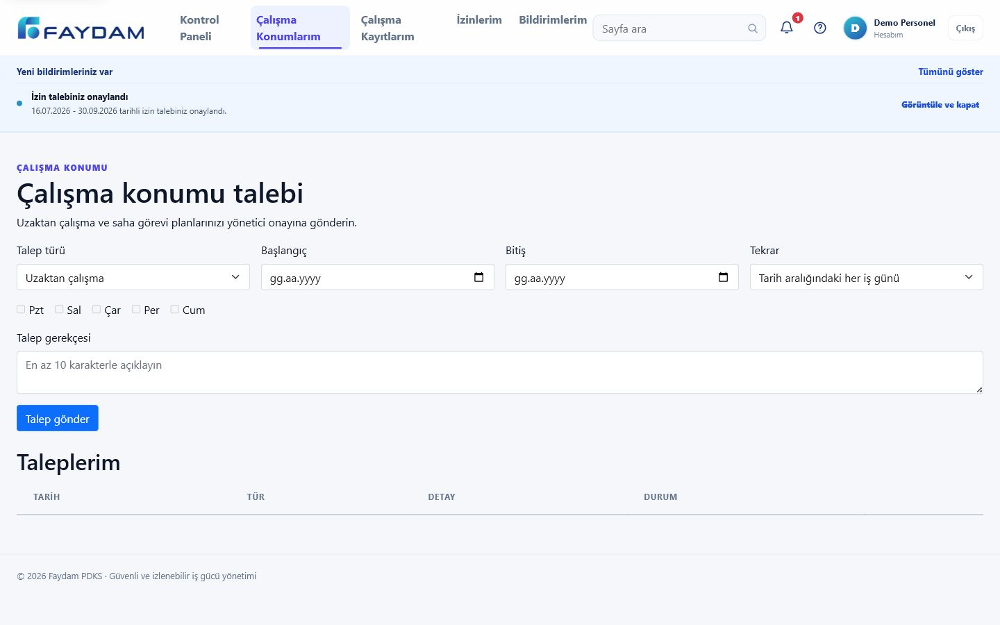 FAYDAM
Kontrol Paneli
Çalışma Konumlarım
Çalışma Kayıtlarım
İzinlerim
Bildirimlerim
Sayfa ara
1
D
Demo Personel
Hesabım
Çıkış
Yeni bildirimleriniz var
Tümünü göster
İzin talebiniz onaylandı
16.07.2026 - 30.09.2026 tarihli izin talebiniz onaylandı.
Görüntüle ve kapat
ÇALIŞMA KONUMU
Çalışma konumu talebi
Uzaktan çalışma ve saha görevi planlarınızı yönetici onayına gönderin.
Talep türü
Başlangıç
Bitiş
Tekrar
Uzaktan çalışma
gg.aa.yyyy
gg.aa.yyyy
Tarih aralığındaki her iş günü
Pzt Sal Çar Per Cum
Talep gerekçesi
En az 10 karakterle açıklayın
Talep gönder
Taleplerim
TARİH TÜR DETAY DURUM
© 2026 Faydam PDKS · Güvenli ve izlenebilir iş gücü yönetimi